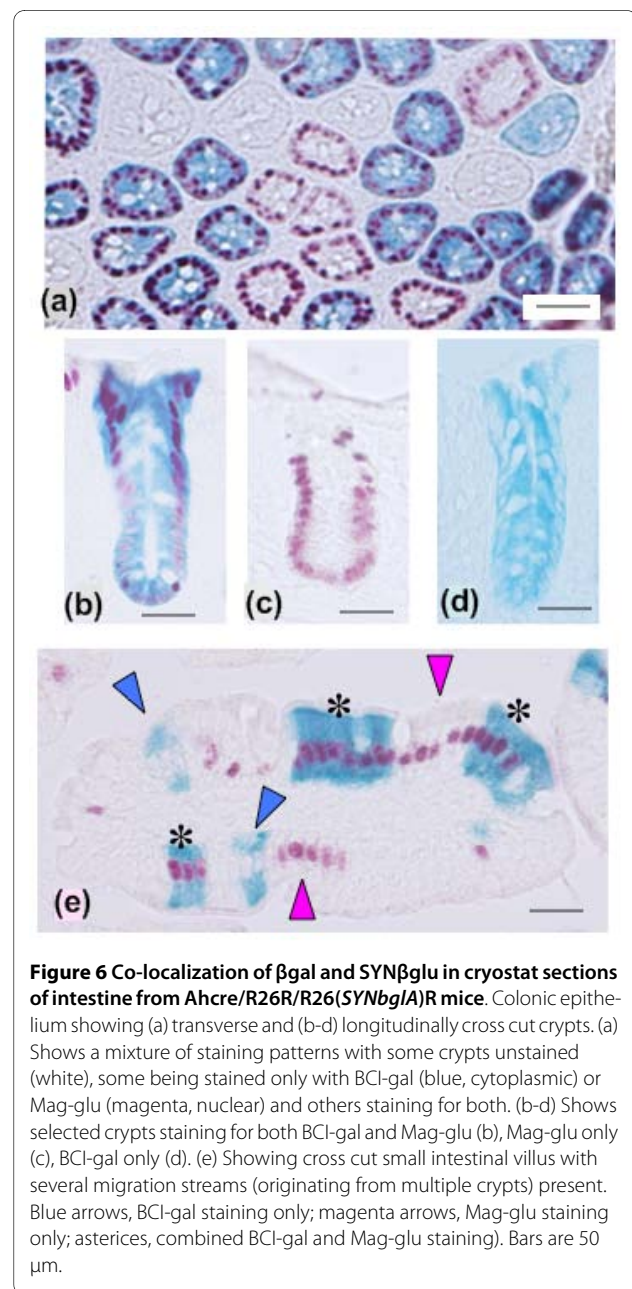 (a)
(b)
(c)
(d)
*
*
*
(e)
Figure 6 Co-localization of βgal and SYNβglu in cryostat sections
of intestine from Ahcre/R26R/R26(SYNbglA)R mice. Colonic epithe-
lium showing (a) transverse and (b-d) longitudinally cross cut crypts. (a)
Shows a mixture of staining patterns with some crypts unstained
(white), some being stained only with BCI-gal (blue, cytoplasmic) or
Mag-glu (magenta, nuclear) and others staining for both. (b-d) Shows
selected crypts staining for both BCI-gal and Mag-glu (b), Mag-glu only
(c), BCI-gal only (d). (e) Showing cross cut small intestinal villus with
several migration streams (originating from multiple crypts) present.
Blue arrows, BCI-gal staining only; magenta arrows, Mag-glu staining
only; asterices, combined BCI-gal and Mag-glu staining). Bars are 50
μm.